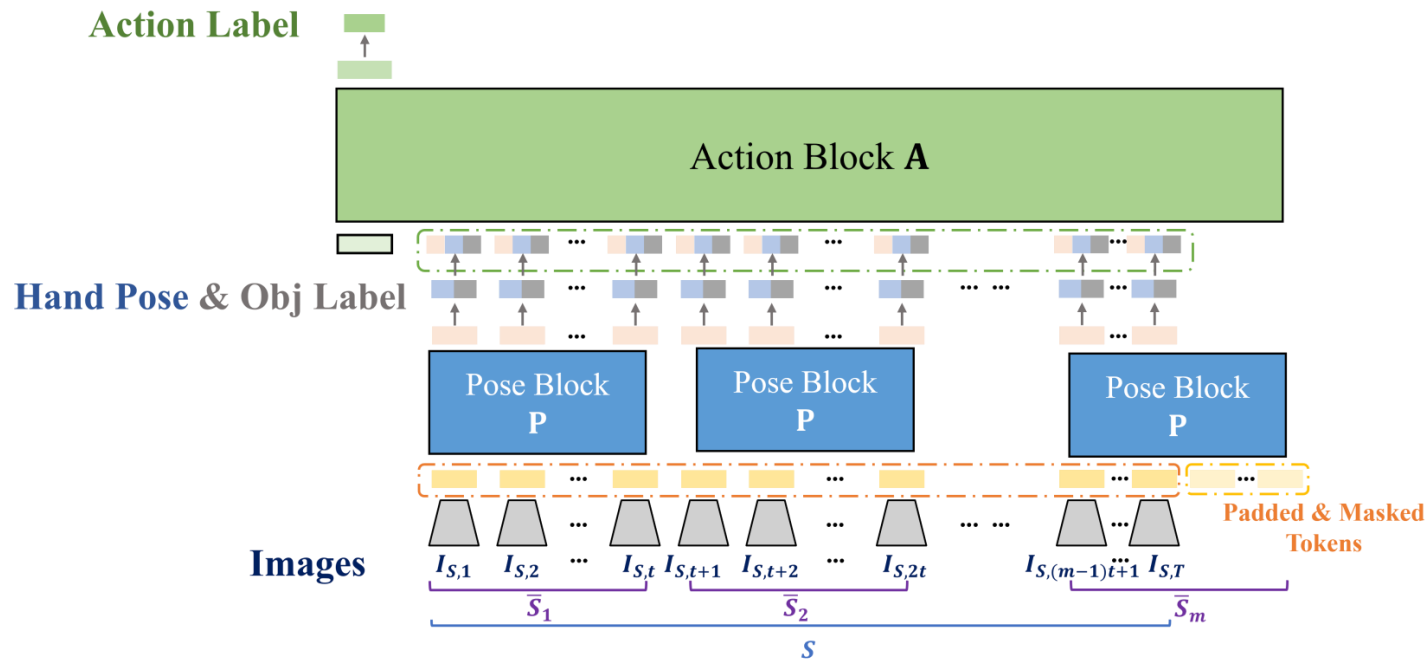 Action Label
Action Block A
Hand Pose & Obj Label
... ... ... ...
... ... ... ... ...
... ... ...
Pose Block P
Pose Block P
Pose Block P
... ... ... ...
Padded & Masked Tokens
... ... ... ... ...
Images
I_{S,1} I_{S,2} ... I_{S,t} I_{S,t+1} I_{S,t+2} ... I_{S,2t} I_{S,(m-1)t+1} ... I_{S,T}
S̅_1 S̅_2 S̅_m
S